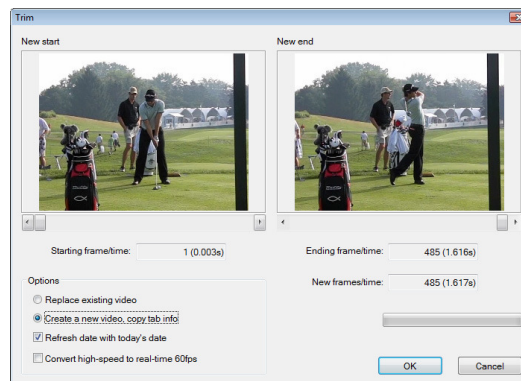 Trim
New start
New end
Starting frame/time: 1 (0.003s)
Ending frame/time: 485 (1.616s)
New frames/time: 485 (1.617s)
Options
Replace existing video
Create a new video, copy tab info
Refresh date with today's date
Convert high-speed to real-time 60fps
OK
Cancel